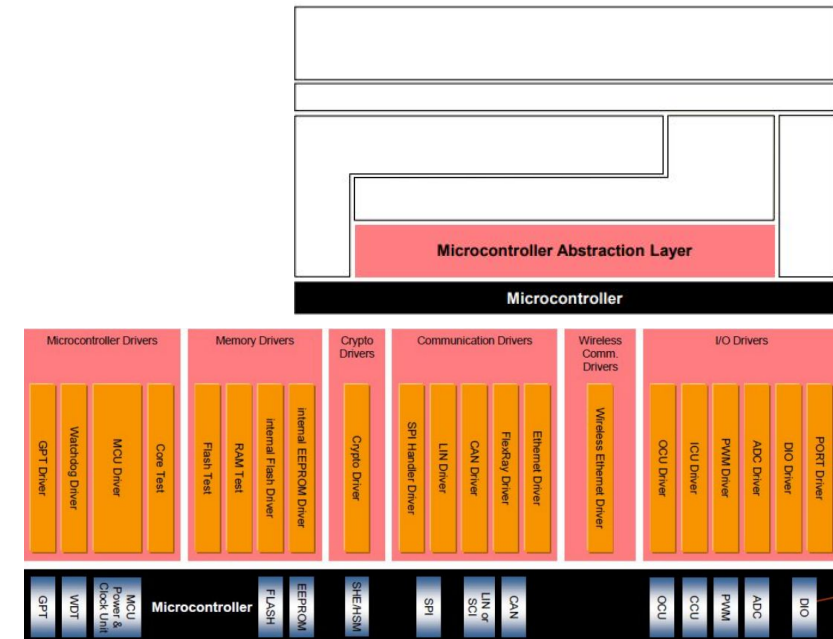 Microcontroller Abstraction Layer
Microcontroller
Microcontroller Drivers
Memory Drivers
Crypto
Drivers
Communication Drivers
Wireless
Comm.
Drivers
I/O Drivers
GPT Driver
Watchdog Driver
MCU Driver
Core Test
Flash Test
RAM Test
internal Flash Driver
internal EEPROM Driver
Crypto Driver
SPI Handler Driver
LIN Driver
CAN Driver
FlexRay Driver
Ethernet Driver
Wireless Ethernet Driver
OCU Driver
ICU Driver
PWM Driver
ADC Driver
DIO Driver
PORT Driver
GPT
WDT
MCU
Power &
Clock Unit
Microcontroller
FLASH
EEPROM
SHE/HSM
SPI
LIN or
SCI
CAN
OCU
CCU
PWM
ADC
DIO